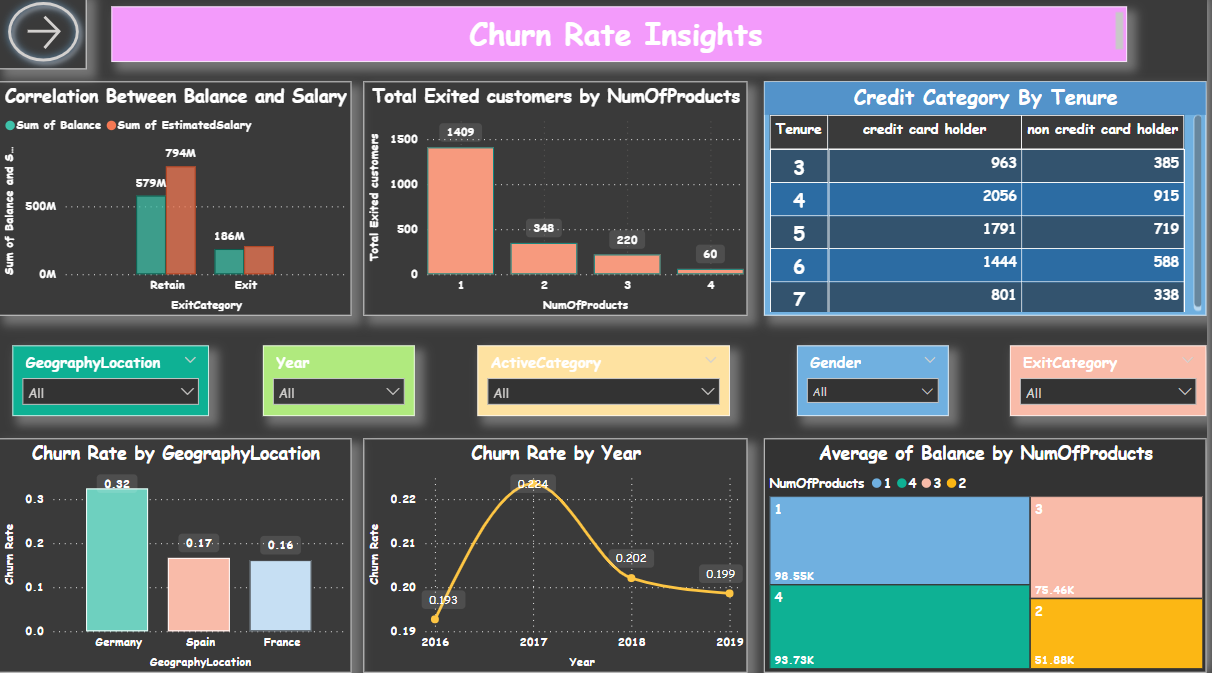 Churn Rate Insights
Correlation Between Balance and Salary
Sum of Balance Sum of EstimatedSalary
Sum of Balance and S...
500M
0M
579M
794M
186M
Retain
Exit
ExitCategory
Total Exited customers by NumOfProducts
Total Exited customers
1500
1000
500
0
1409
348
220
60
1 2 3 4
NumOfProducts
Credit Category By Tenure
Tenure credit card holder non credit card holder
3 963 385
4 2056 915
5 1791 719
6 1444 588
7 801 338
GeographyLocation
All
Year
All
ActiveCategory
All
Gender
All
ExitCategory
All
Churn Rate by GeographyLocation
Churn Rate
0.3
0.2
0.1
0.0
0.32
0.17
0.16
Germany Spain France
GeographyLocation
Churn Rate by Year
Churn Rate
0.22
0.21
0.20
0.19
0.193
0.224
0.202
0.199
2016 2017 2018 2019
Year
Average of Balance by NumOfProducts
NumOfProducts 1 4 3 2
1
98.55K
4
93.73K
3
75.46K
2
51.88K